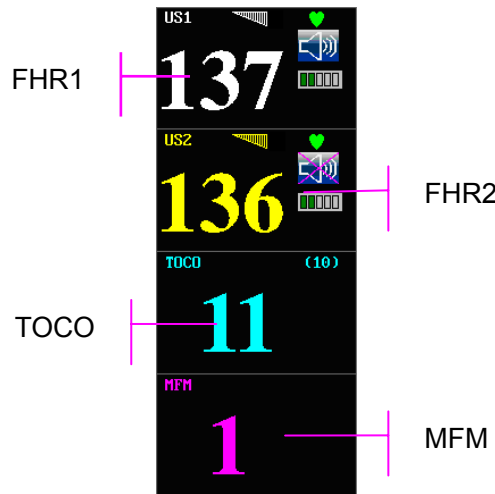 US1
FHR1
137
US2
136
FHR2
TOCO (10)
TOCO
11
MFM
1
MFM